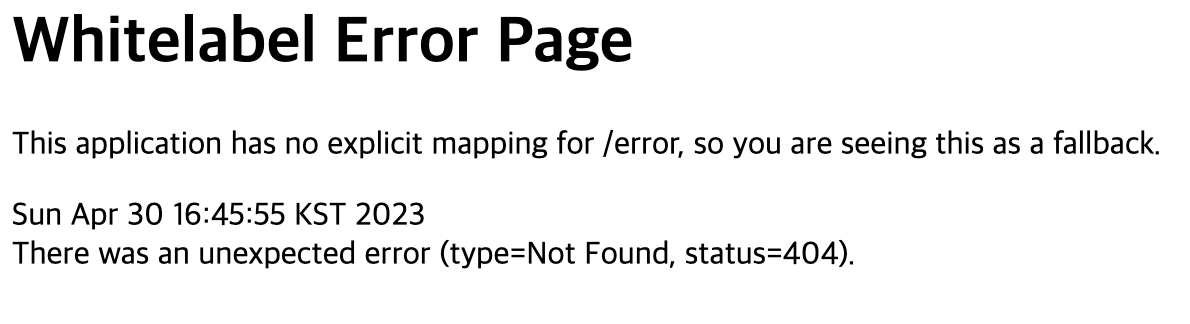 Whitelabel Error Page
This application has no explicit mapping for /error, so you are seeing this as a fallback.
Sun Apr 30 16:45:55 KST 2023
There was an unexpected error (type=Not Found, status=404).